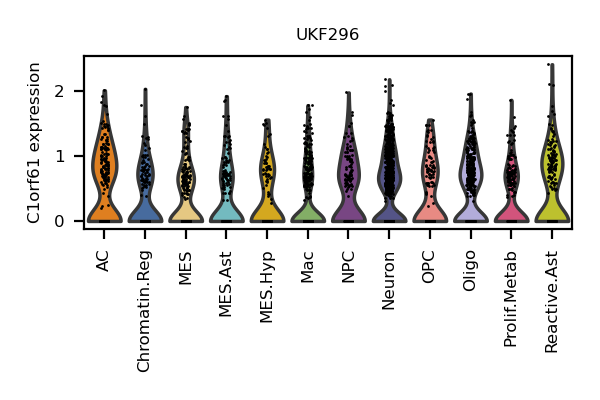 UKF296
C1orf61 expression
2
1
0
AC
Chromatin.Reg
MES
MES.Ast
MES.Hyp
Mac
NPC
Neuron
OPC
Oligo
Prolif.Metab
Reactive.Ast